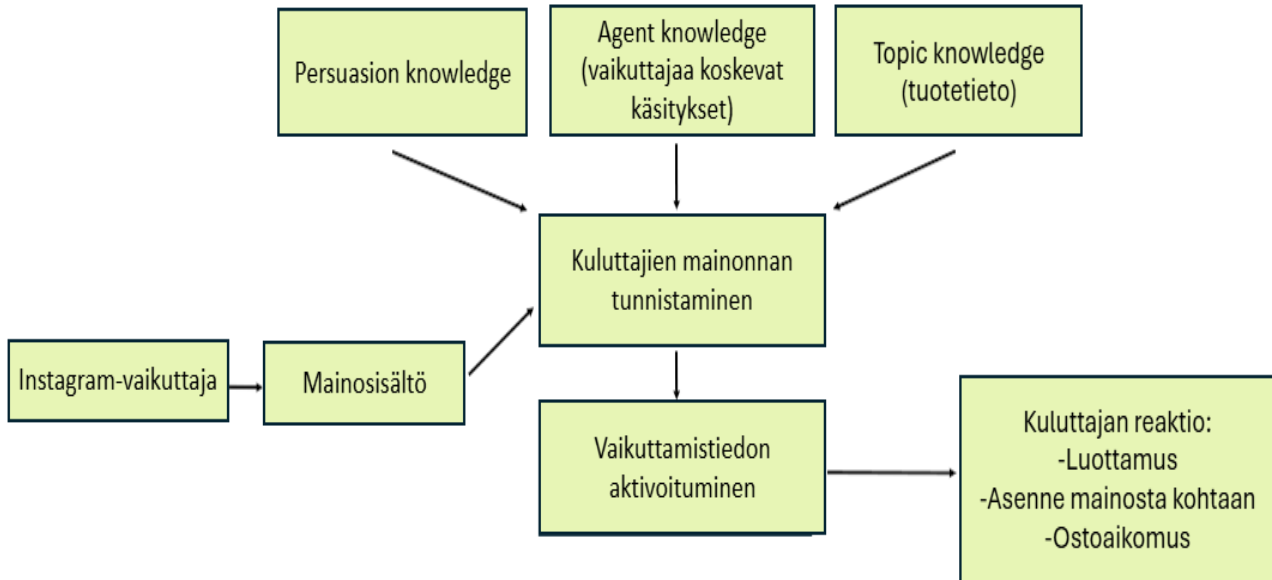 Persuasion knowledge
Agent knowledge
(vaikuttajaa koskevat
käsitykset)
Topic knowledge
(tuotetieto)
Kuluttajien mainonnan
tunnistaminen
Instagram-vaikuttaja
Mainosisältö
Vaikuttamistiedon
aktivoituminen
Kuluttajan reaktio:
-Luottamus
-Asenne mainosta kohtaan
-Ostoaikomus